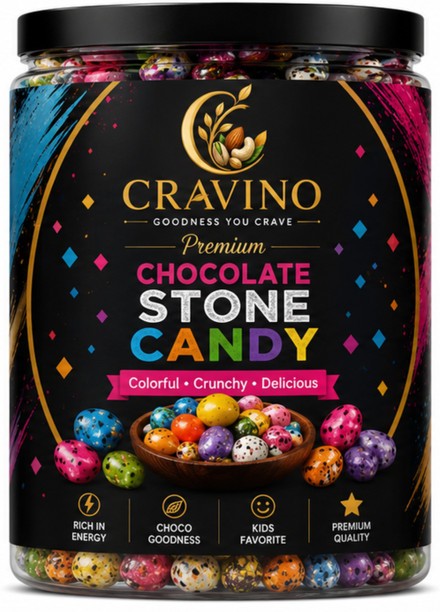 CRAVINO
GOODNESS YOU CRAVE
Premium
CHOCOLATE
STONE
CANDY
Colorful • Crunchy • Delicious
RICH IN
ENERGY
CHOCO
GOODNESS
KIDS
FAVORITE
PREMIUM
QUALITY